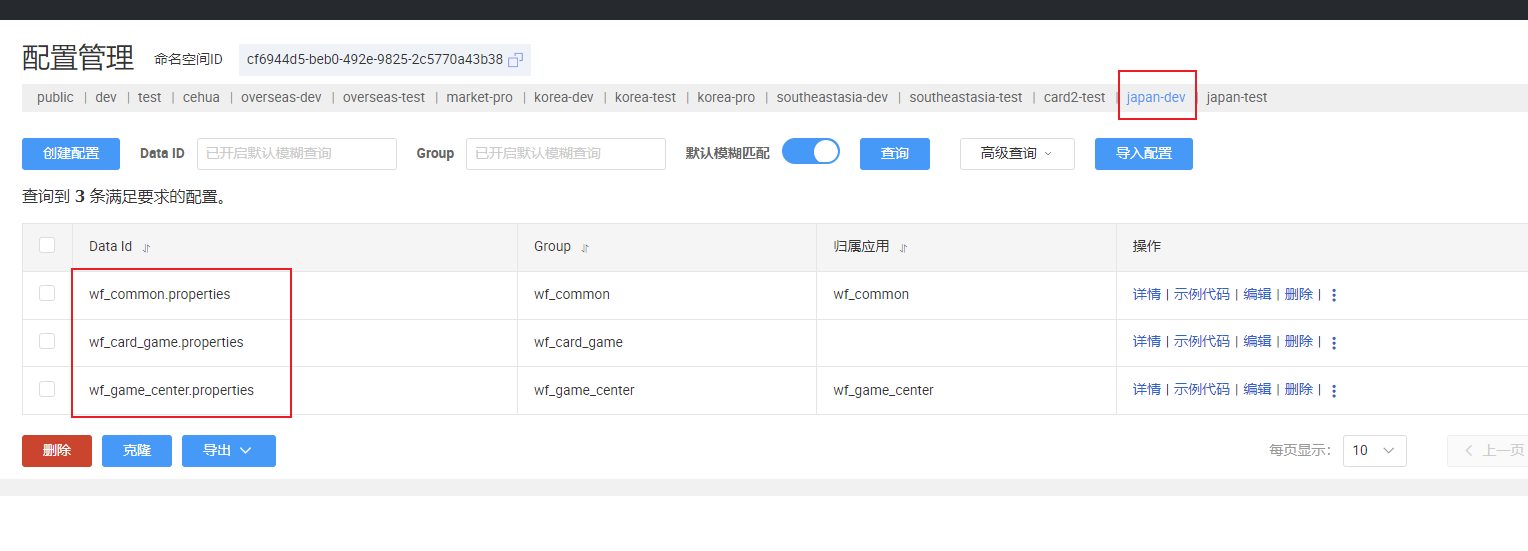 配置管理 命名空间ID cf6944d5-beb0-492e-9825-2c5770a43b38
public | dev | test | cehua | overseas-dev | overseas-test | market-pro | korea-dev | korea-test | korea-pro | southeastasia-dev | southeastasia-test | card2-test | japan-dev | japan-test
创建配置 Data ID 已开启默认模糊查询 Group 已开启默认模糊查询 默认模糊匹配 查询 高级查询 导入配置
查询到 3 条满足要求的配置。
Data Id Group 归属应用 操作
wf_common.properties wf_common wf_common 详情 | 示例代码 | 编辑 | 删除 |
wf_card_game.properties wf_card_game 详情 | 示例代码 | 编辑 | 删除 |
wf_game_center.properties wf_game_center wf_game_center 详情 | 示例代码 | 编辑 | 删除 |
删除 克隆 导出 每页显示: 10 上一页